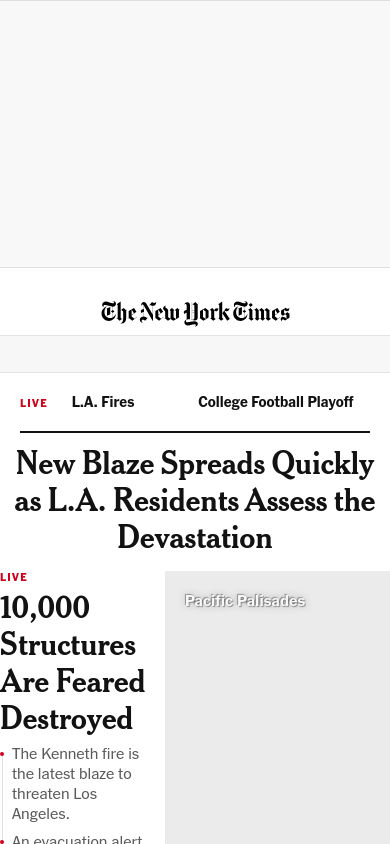 The New York Times
LIVE L.A. Fires College Football Playoff
New Blaze Spreads Quickly
as L.A. Residents Assess the
Devastation
LIVE
10,000
Structures
Are Feared
Destroyed
The Kenneth fire is
the latest blaze to
threaten Los
Angeles.
An evacuation alert
Pacific Palisades